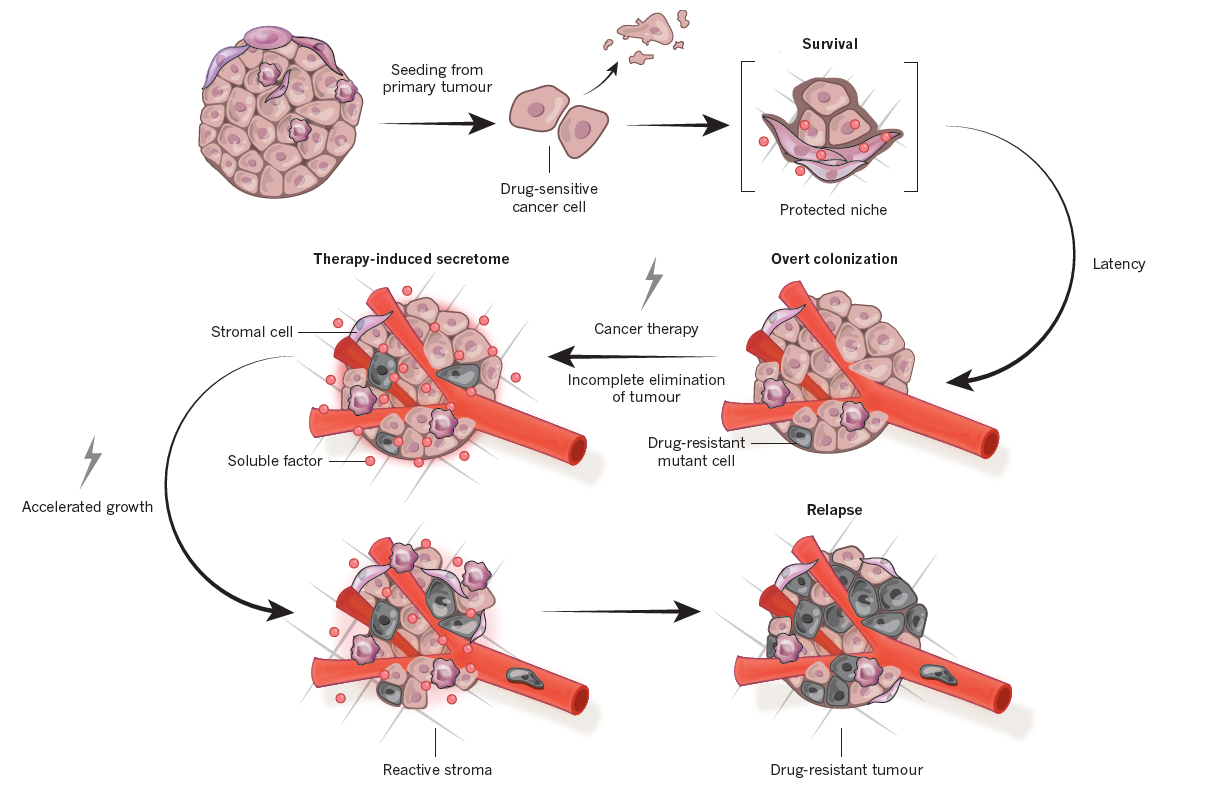 Survival
Seeding from
primary tumour
Drug-sensitive
cancer cell
Protected niche
Latency
Therapy-induced secretome
Overt colonization
Stromal cell
Cancer therapy
Incomplete elimination
of tumour
Drug-resistant
mutant cell
Soluble factor
Accelerated growth
Relapse
Reactive stroma
Drug-resistant tumour